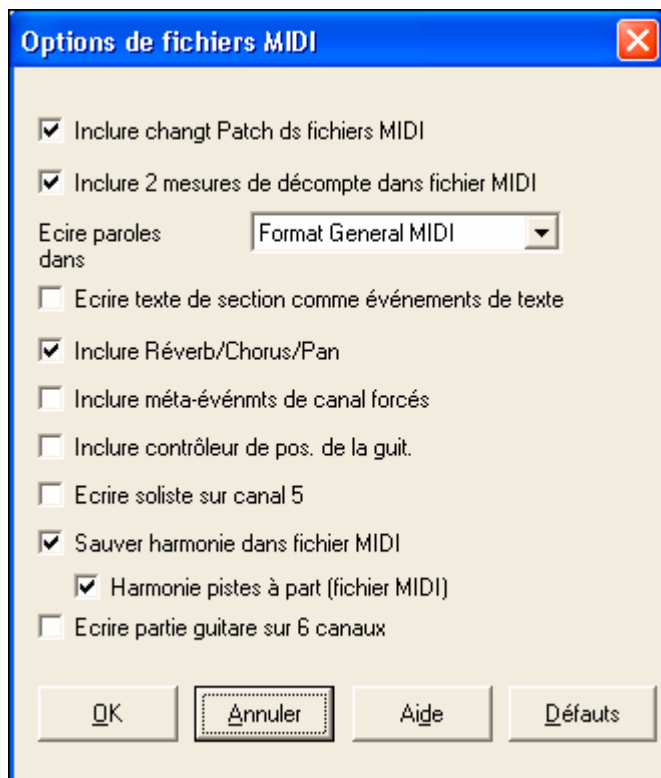 Options de fichiers MIDI
Inclure changt Patch ds fichiers MIDI
Inclure 2 mesures de décompte dans fichier MIDI
Ecire paroles dans
Format General MIDI
Ecrire texte de section comme événements de texte
Inclure Réverb/Chorus/Pan
Inclure méta-événmts de canal forcés
Inclure contrôleur de pos. de la guit.
Ecrire soliste sur canal 5
Sauver harmonie dans fichier MIDI
Harmonie pistes à part (fichier MIDI)
Ecrire partie guitare sur 6 canaux
OK
Annuler
Aide
Défauts